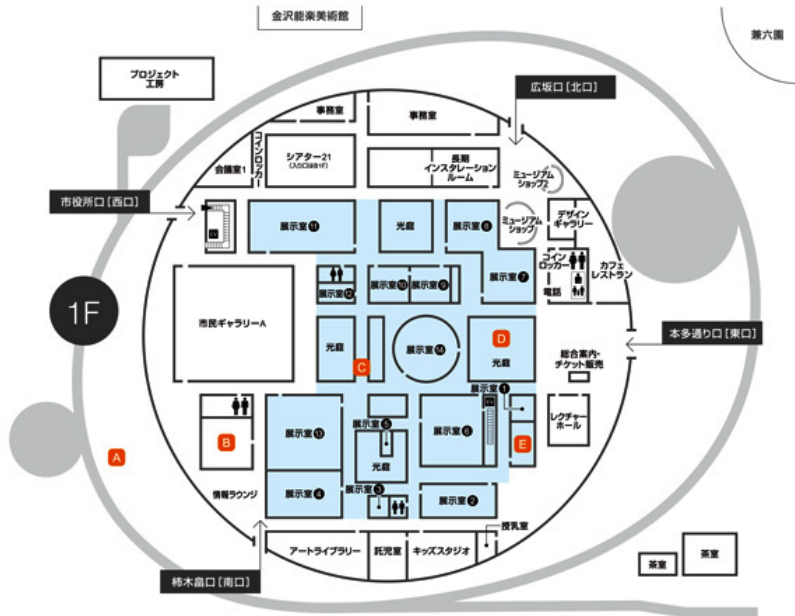 金沢能楽美術館
兼六園
プロジェクト
工房
広坂口［北口］
事務室
事務室
コインロッカー
会議室1
シアター21
(入り口はB1F)
長期
インスタレーション
ルーム
ミュージアム
ショップ2
市役所口［西口］
EV
展示室⑪
光庭
展示室⑧
ミュージアム
ショップ
デザイン
ギャラリー
コイン
ロッカー
カフェ
レストラン
展示室⑦
電話
展示室⑫
展示室⑩
展示室⑨
1F
市民ギャラリーA
光庭
C
展示室⑭
D
光庭
本多通り口［東口］
総合案内・
チケット販売
展示室①
EV
レクチャー
ホール
A
B
展示室⑬
展示室⑤
光庭
展示室⑥
E
情報ラウンジ
展示室④
展示室③
展示室②
授乳室
アートライブラリー
託児室
キッズスタジオ
柿木畠口［南口］
茶室
茶室